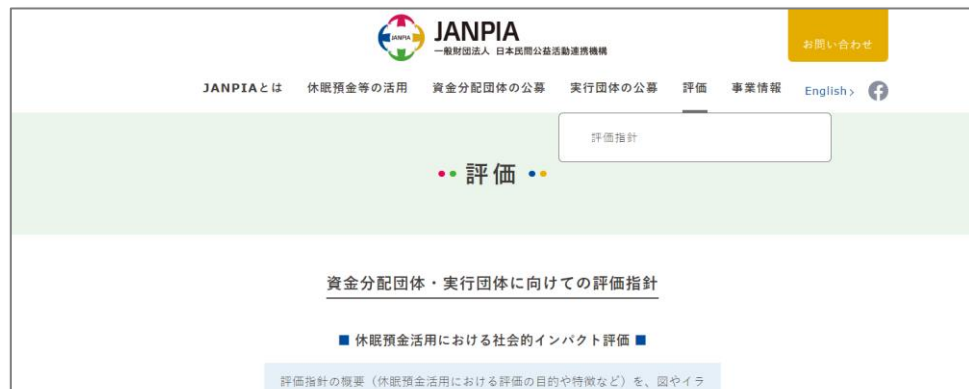 JANPIA
JANPIA
一般財団法人 日本民間公益活動連携機構
お問い合わせ
JANPIAとは 休眠預金等の活用 資金分配団体の公募 実行団体の公募 評価 事業情報 English>
評価指針
評価
資金分配団体・実行団体に向けての評価指針
■ 休眠預金活用における社会的インパクト評価 ■
評価指針の概要（休眠預金活用における評価の目的や特徴など）を、図やイラ